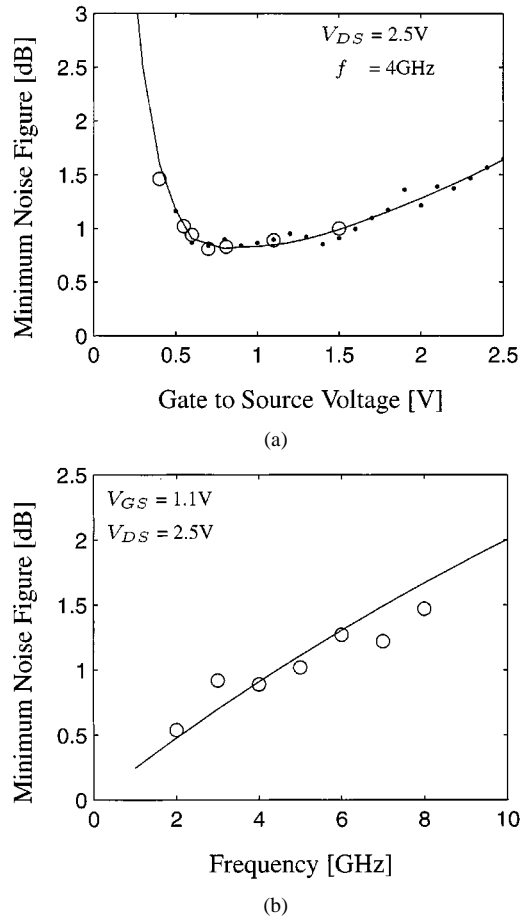 3
2.5
2
1.5
1
0.5
0
Minimum Noise Figure [dB]
V_DS = 2.5V
f = 4GHz
0 0.5 1 1.5 2 2.5
Gate to Source Voltage [V]
(a)
2.5
2
1.5
1
0.5
0
Minimum Noise Figure [dB]
V_GS = 1.1V
V_DS = 2.5V
0 2 4 6 8 10
Frequency [GHz]
(b)